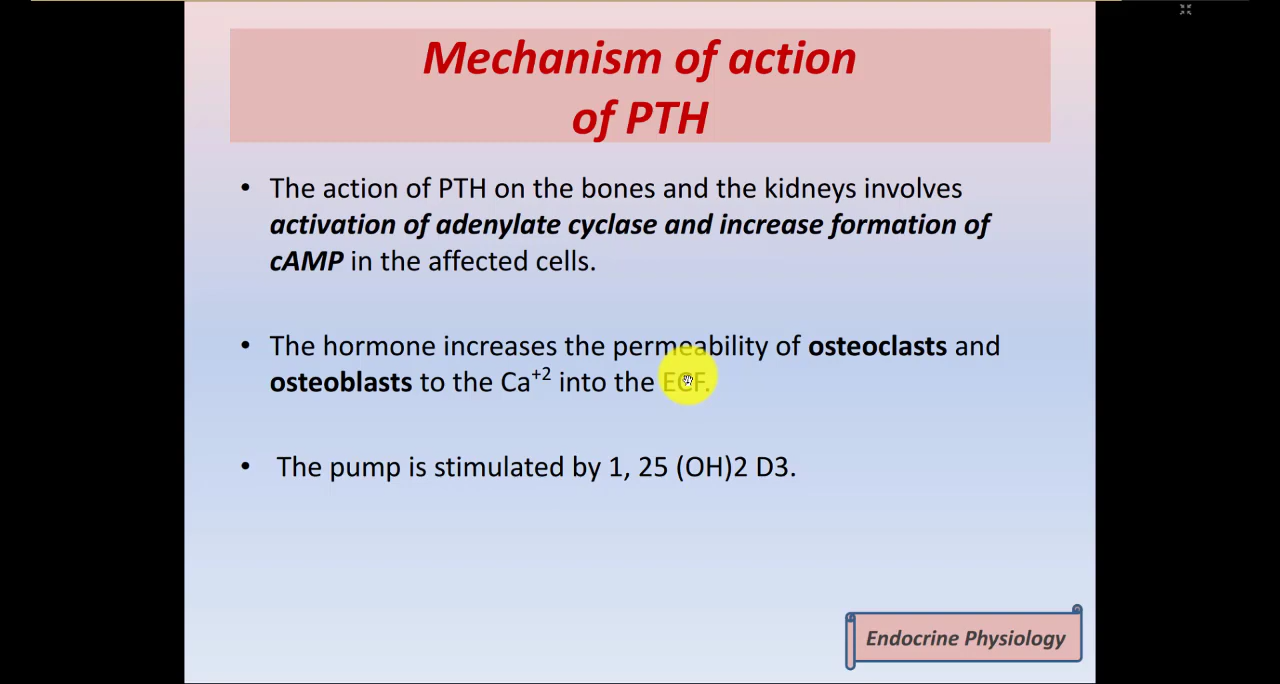 Mechanism of action
of PTH
• The action of PTH on the bones and the kidneys involves
activation of adenylate cyclase and increase formation of
cAMP in the affected cells.
• The hormone increases the permeability of osteoclasts and
osteoblasts to the Ca⁺² into the ECF.
• The pump is stimulated by 1, 25 (OH)2 D3.
Endocrine Physiology